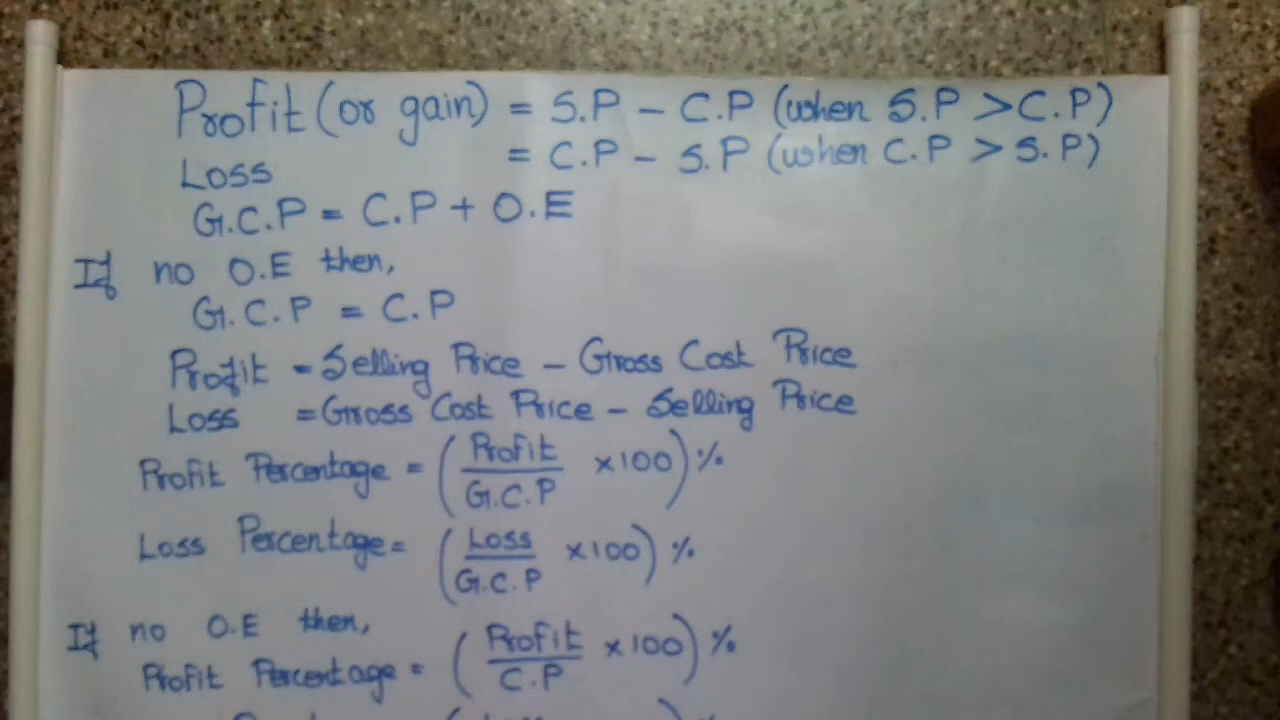 Profit (or gain) = S.P – C.P (when S.P > C.P)
Loss = C.P – S.P (when C.P > S.P)
G.C.P = C.P + O.E
If no O.E then,
G.C.P = C.P
Profit = Selling Price – Gross Cost Price
Loss = Gross Cost Price – Selling Price
Profit Percentage = (Profit / G.C.P × 100) %
Loss Percentage = (Loss / G.C.P × 100) %
If no O.E then,
Profit Percentage = (Profit / C.P × 100) %